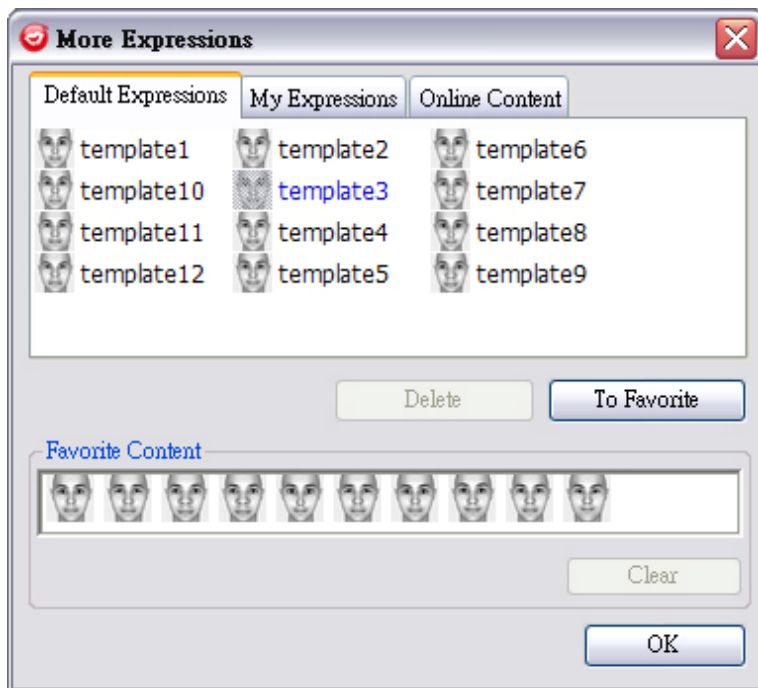 More Expressions
Default Expressions My Expressions Online Content
template1 template2 template6
template10 template3 template7
template11 template4 template8
template12 template5 template9
Delete To Favorite
Favorite Content
Clear
OK